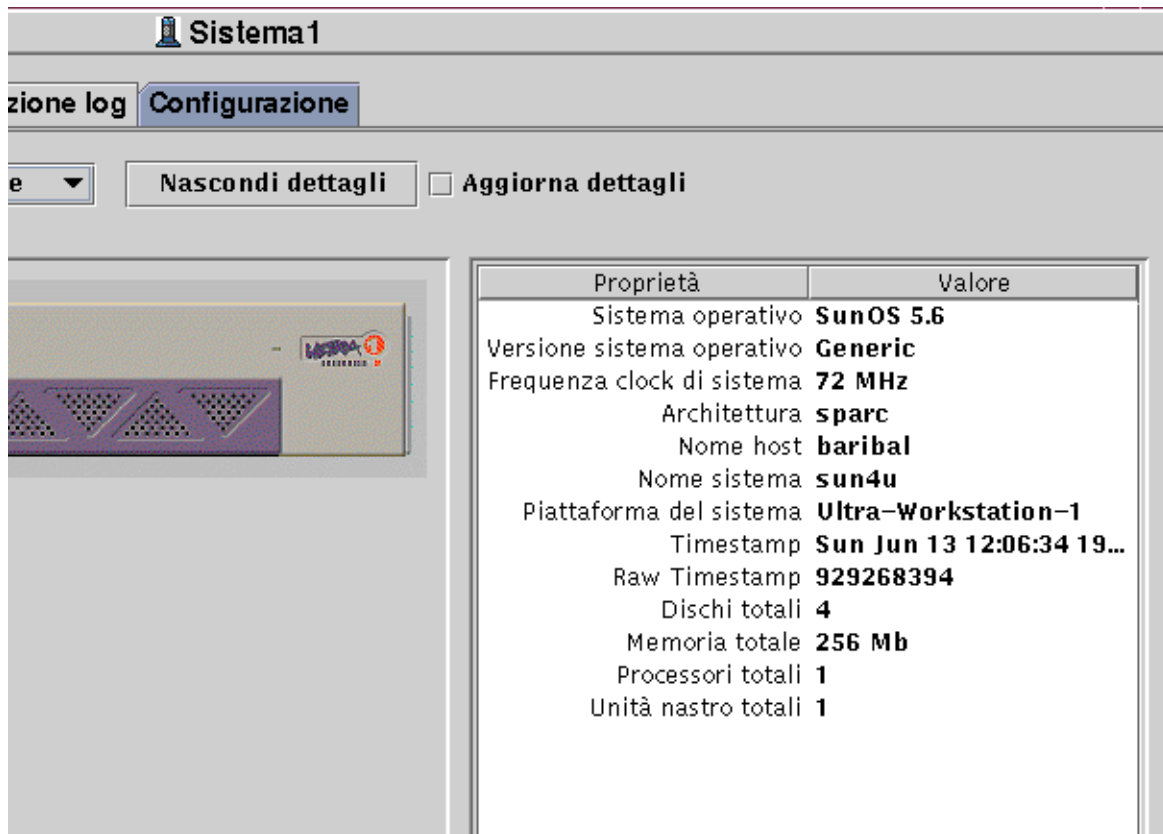 Sistema1
zione log Configurazione
e Nascondi dettagli Aggiorna dettagli
Proprietà Valore
Sistema operativo SunOS 5.6
Versione sistema operativo Generic
Frequenza clock di sistema 72 MHz
Architettura sparc
Nome host baribal
Nome sistema sun4u
Piattaforma del sistema Ultra-Workstation-1
Timestamp Sun Jun 13 12:06:34 19...
Raw Timestamp 929268394
Dischi totali 4
Memoria totale 256 Mb
Processori totali 1
Unità nastro totali 1